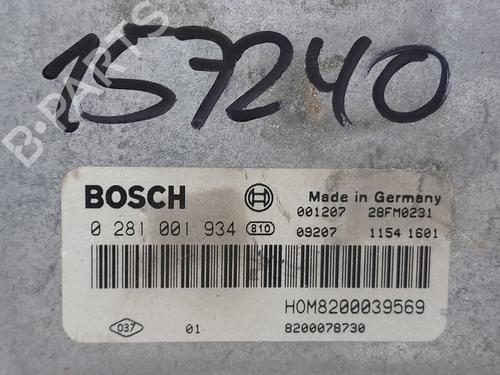 157240
B-PARTS
BOSCH
Made in Germany
001207 28FM0231
0 281 001 934 810
09207 1154 1601
HOM8200039569
037 01 8200078730